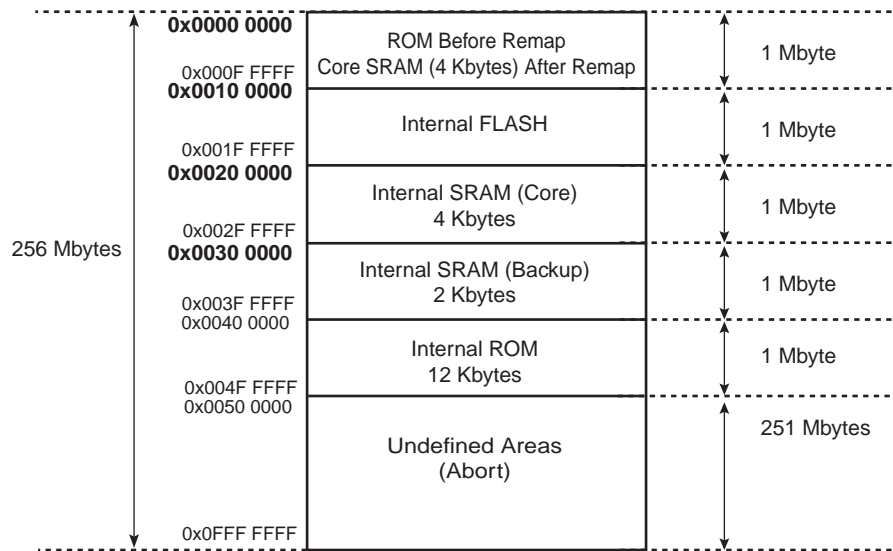 0x0000 0000
ROM Before Remap
Core SRAM (4 Kbytes) After Remap
1 Mbyte
0x000F FFFF
0x0010 0000
Internal FLASH
1 Mbyte
0x001F FFFF
0x0020 0000
Internal SRAM (Core)
4 Kbytes
1 Mbyte
0x002F FFFF
256 Mbytes
0x0030 0000
Internal SRAM (Backup)
2 Kbytes
1 Mbyte
0x003F FFFF
0x0040 0000
Internal ROM
12 Kbytes
1 Mbyte
0x004F FFFF
0x0050 0000
251 Mbytes
Undefined Areas
(Abort)
0x0FFF FFFF